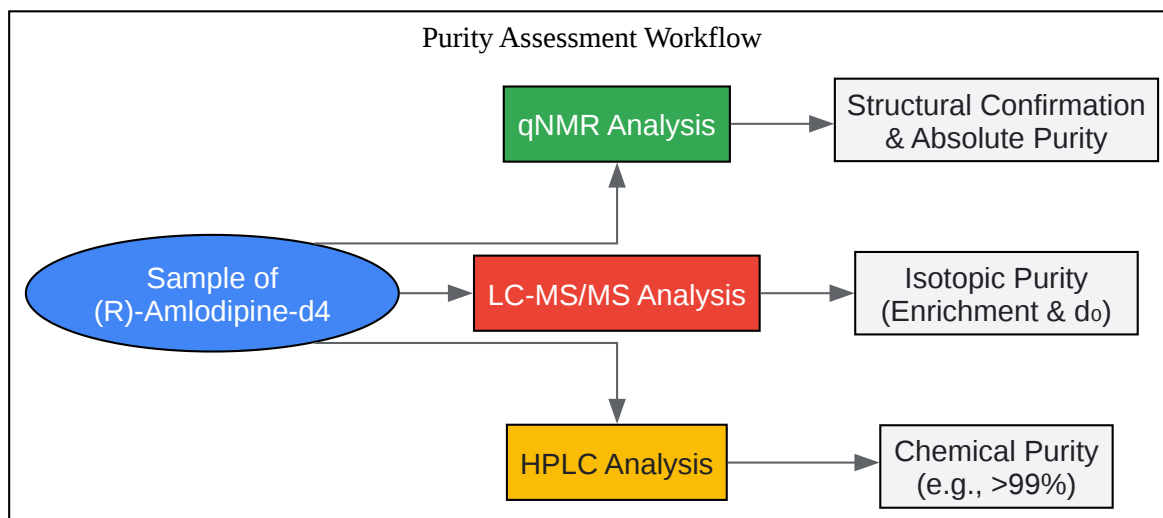 Purity Assessment Workflow
qNMR Analysis
Structural Confirmation
& Absolute Purity
Sample of
(R)-Amlodipine-d4
LC-MS/MS Analysis
Isotopic Purity
(Enrichment & d₀)
HPLC Analysis
Chemical Purity
(e.g., >99%)